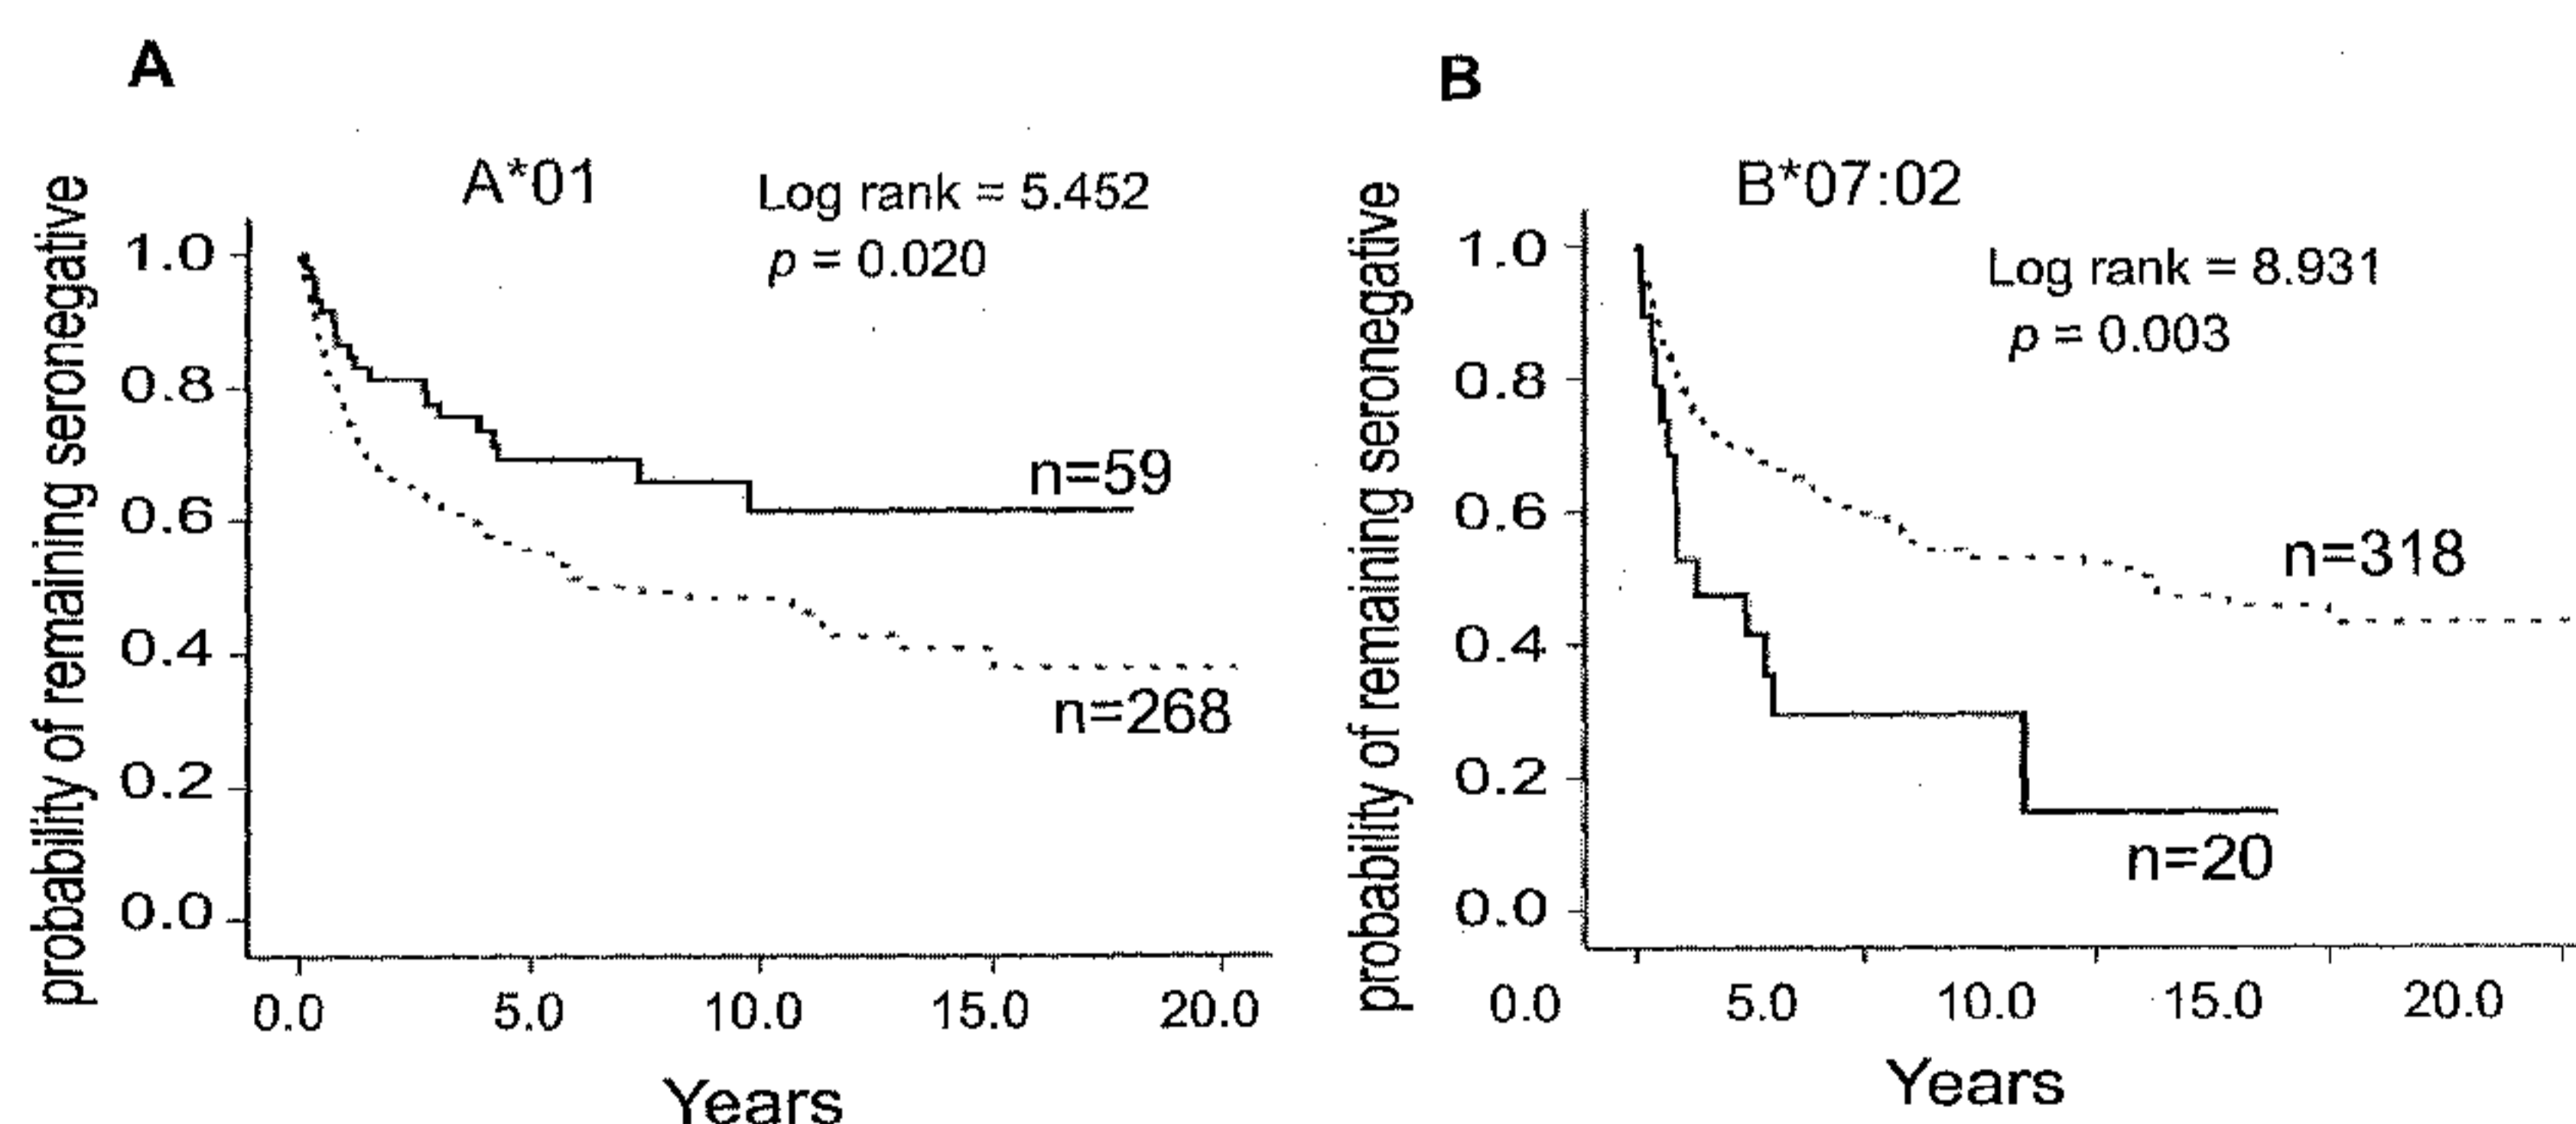 A
A*01
Log rank = 5.452
p = 0.020
probability of remaining seronegative
1.0
0.8
0.6
0.4
0.2
0.0
n=59
n=268
0.0 5.0 10.0 15.0 20.0
Years
B
B*07:02
Log rank = 8.931
p = 0.003
probability of remaining seronegative
1.0
0.8
0.6
0.4
0.2
0.0
n=318
n=20
0.0 5.0 10.0 15.0 20.0
Years